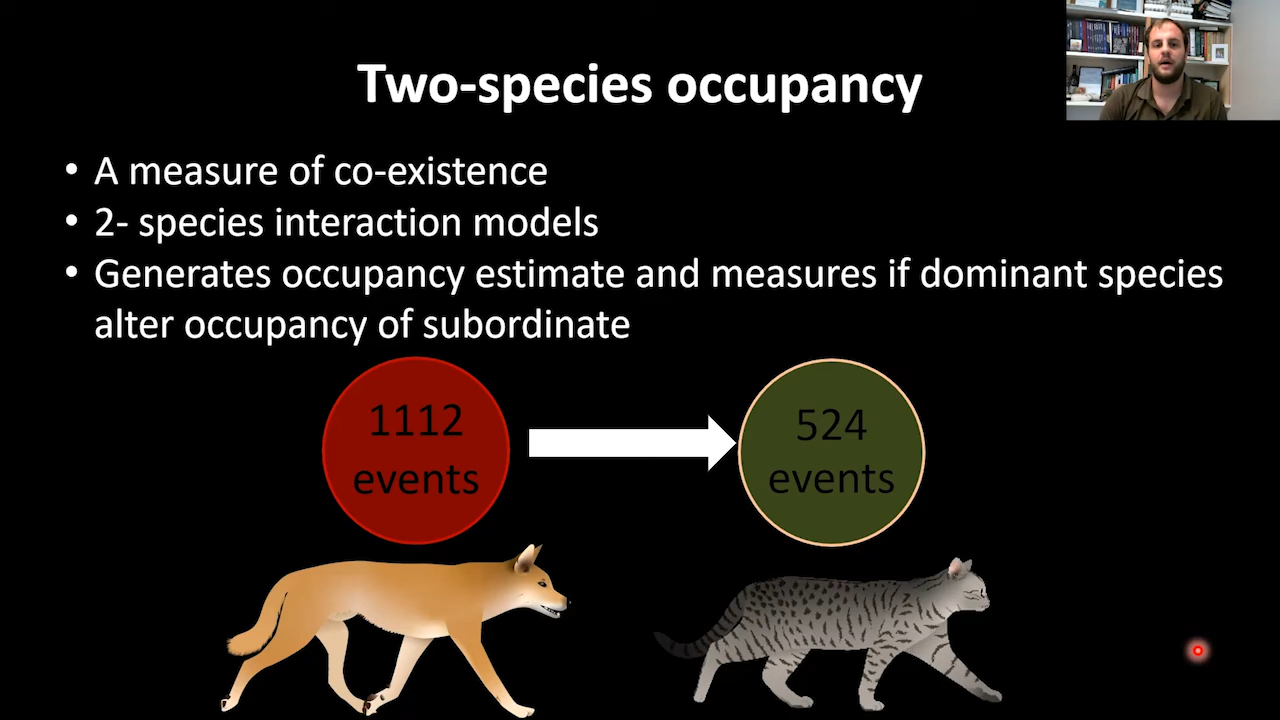 Two-species occupancy
• A measure of co-existence
• 2- species interaction models
• Generates occupancy estimate and measures if dominant species
alter occupancy of subordinate
1112
events
524
events